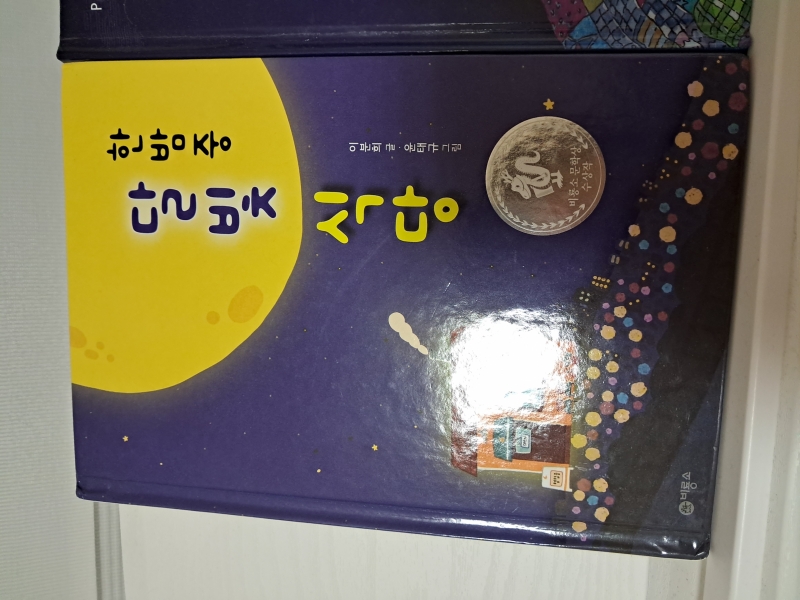 한밤중
달빛
식당
이분희 글 · 윤태규 그림
비룡소 문학상
수상작
비룡소
P